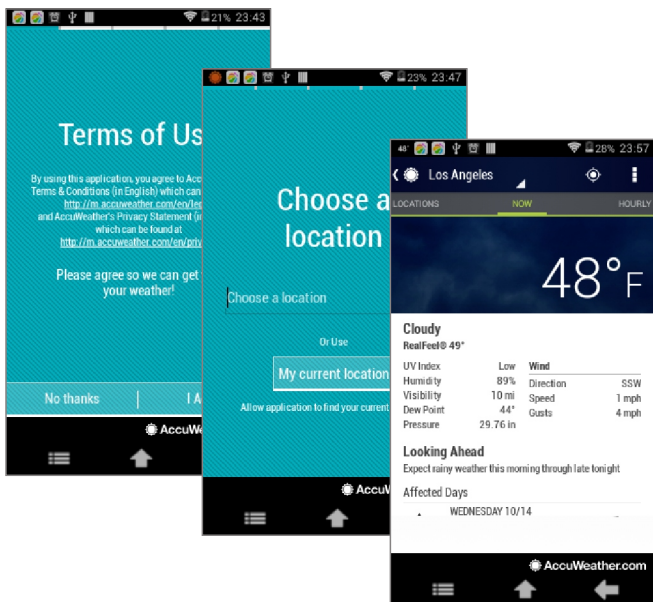 21% 23:43
Terms of Us
By using this application, you agree to Acc
Terms & Conditions (in English) which can
http://m.accuweather.com/en/leg
and AccuWeather's Privacy Statement (in
which can be found at
http://m.accuweather.com/en/priv
Please agree so we can get
your weather!
No thanks
I A
AccuWe
23% 23:47
Choose a
location
Choose a location
Or Use
My current location
Allow application to find your current
AccuW
48° 28% 23:57
Los Angeles
LOCATIONS NOW HOURLY
48°F
Cloudy
RealFeel® 49°
UV Index Low
Humidity 89%
Visibility 10 mi
Dew Point 44°
Pressure 29.76 in
Wind
Direction SSW
Speed 1 mph
Gusts 4 mph
Looking Ahead
Expect rainy weather this morning through late tonight
Affected Days
WEDNESDAY 10/14
AccuWeather.com